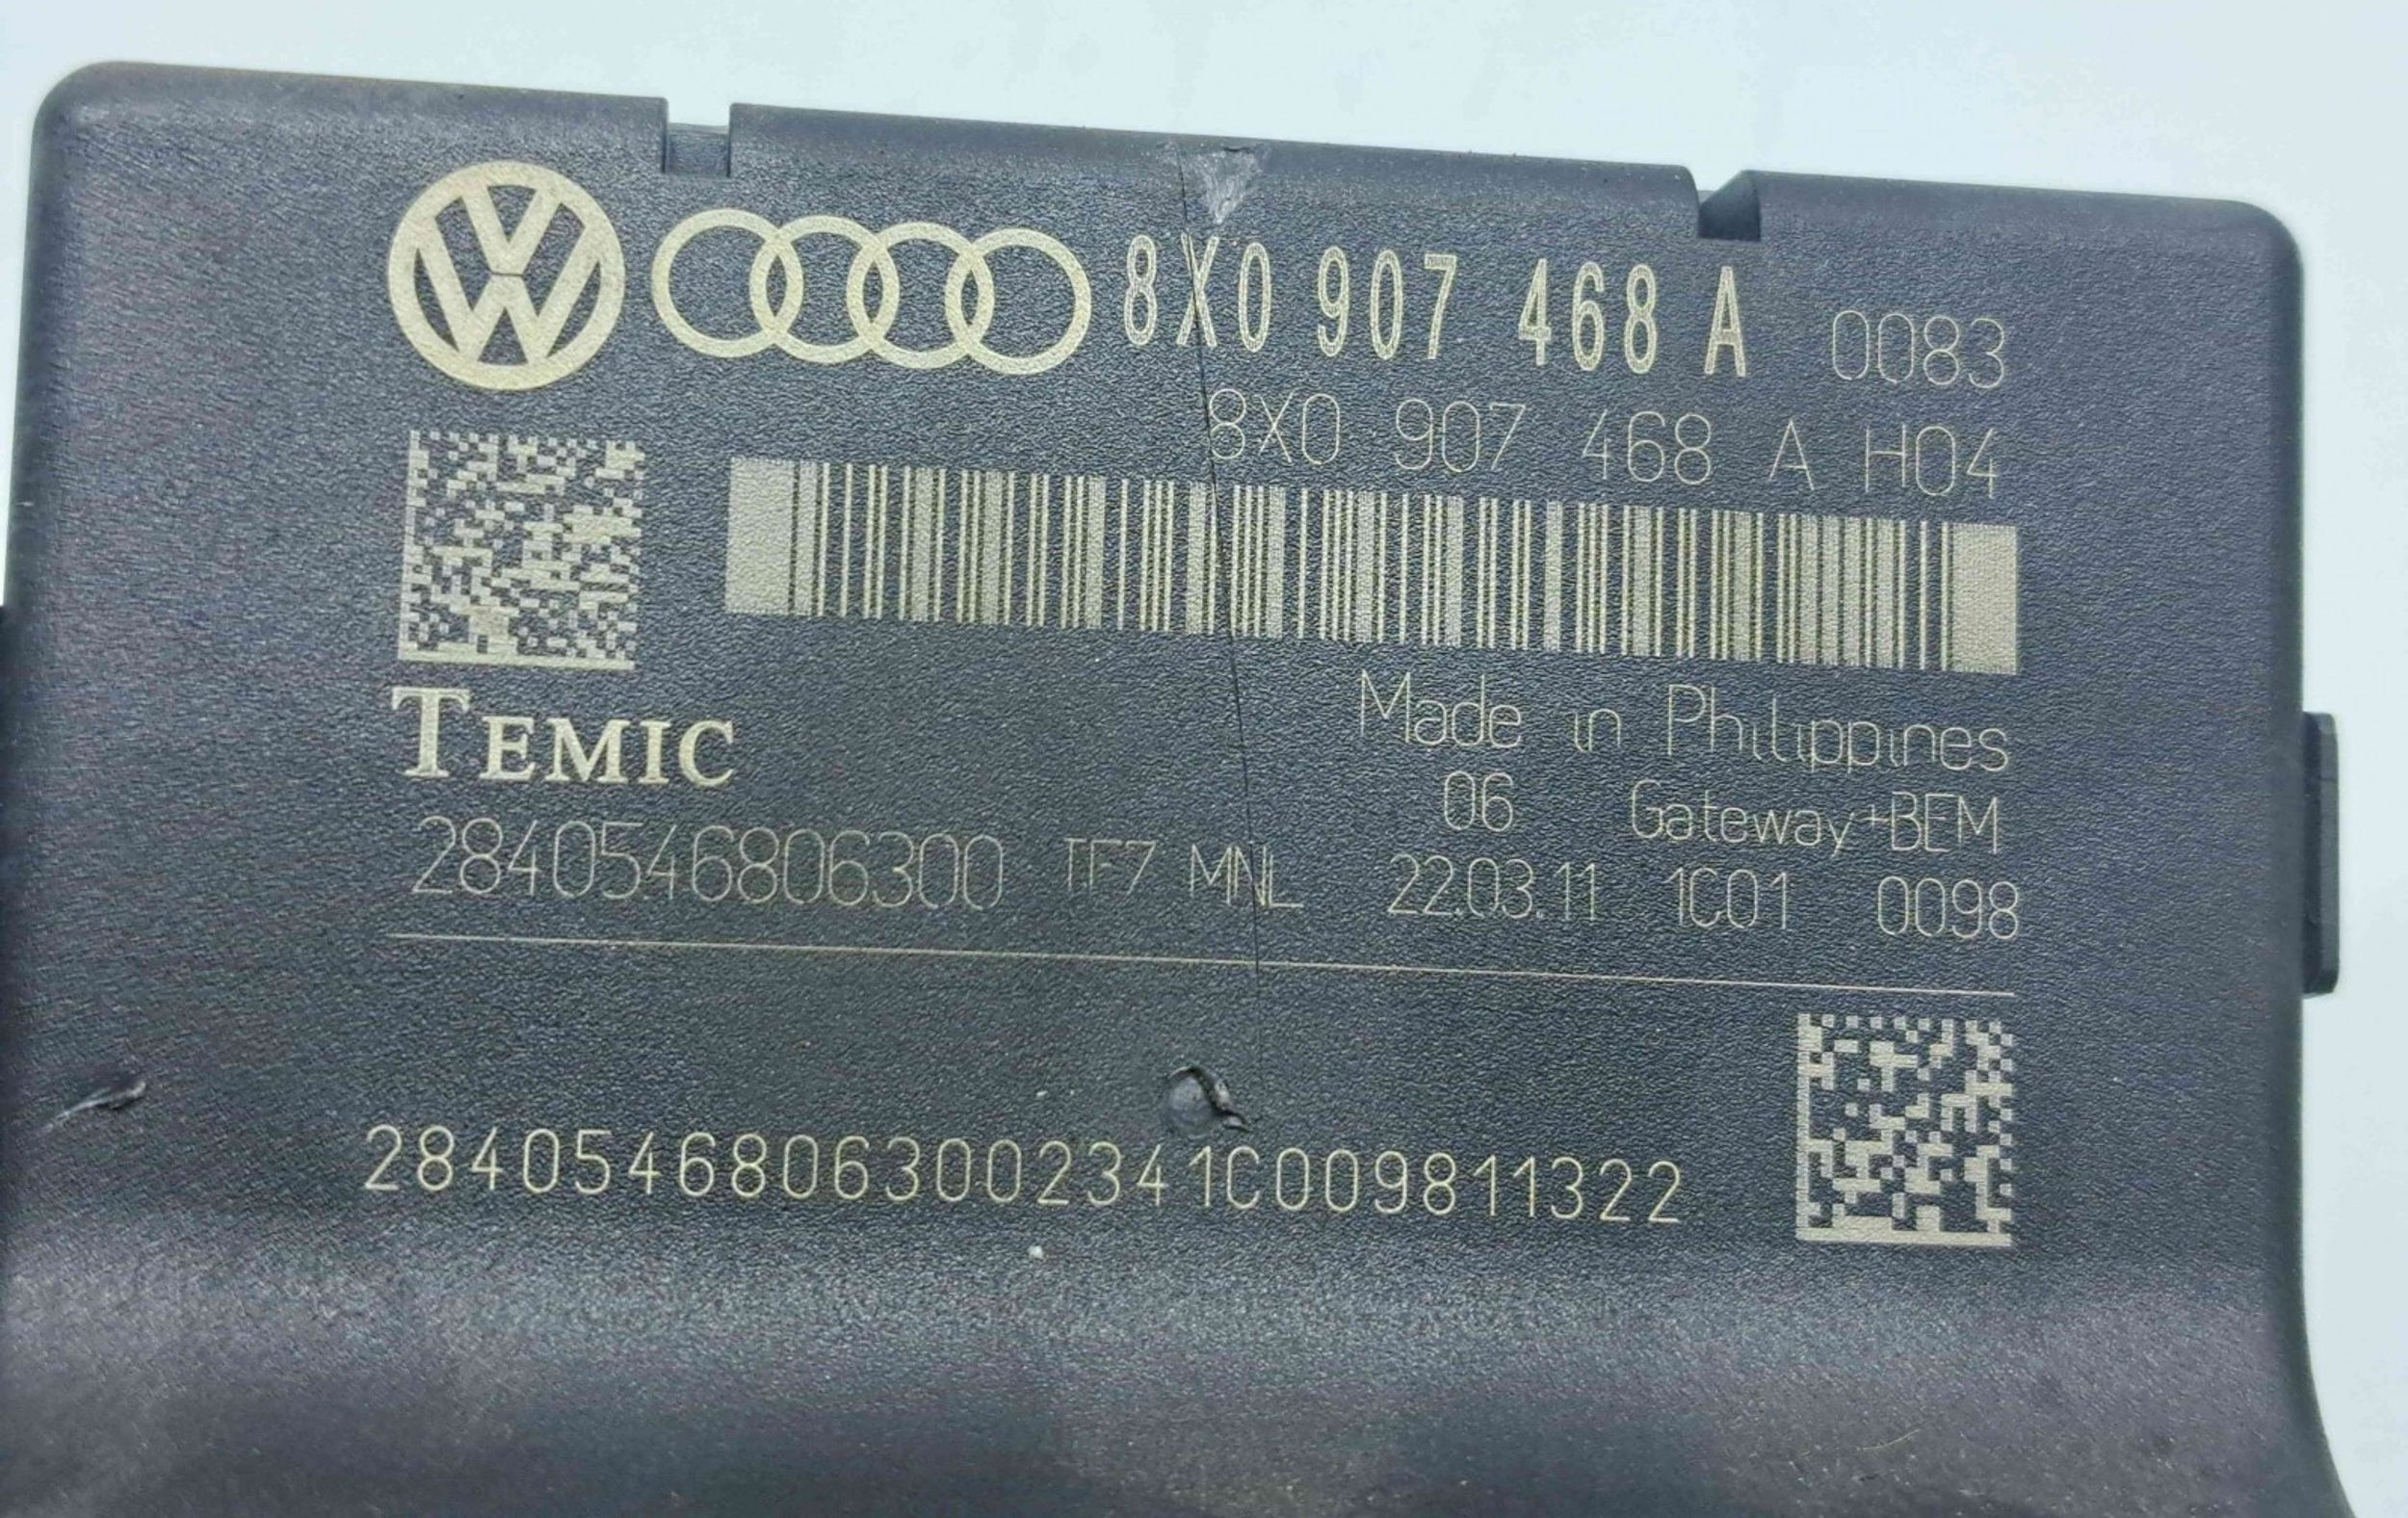 8X0 907 468 A 0083
8X0 907 468 A H04
TEMIC
Made in Philippines
06 Gateway+BEM
2840546806300 TF7 MNL 22.03.11 1C01 0098
28405468063002341C009811322